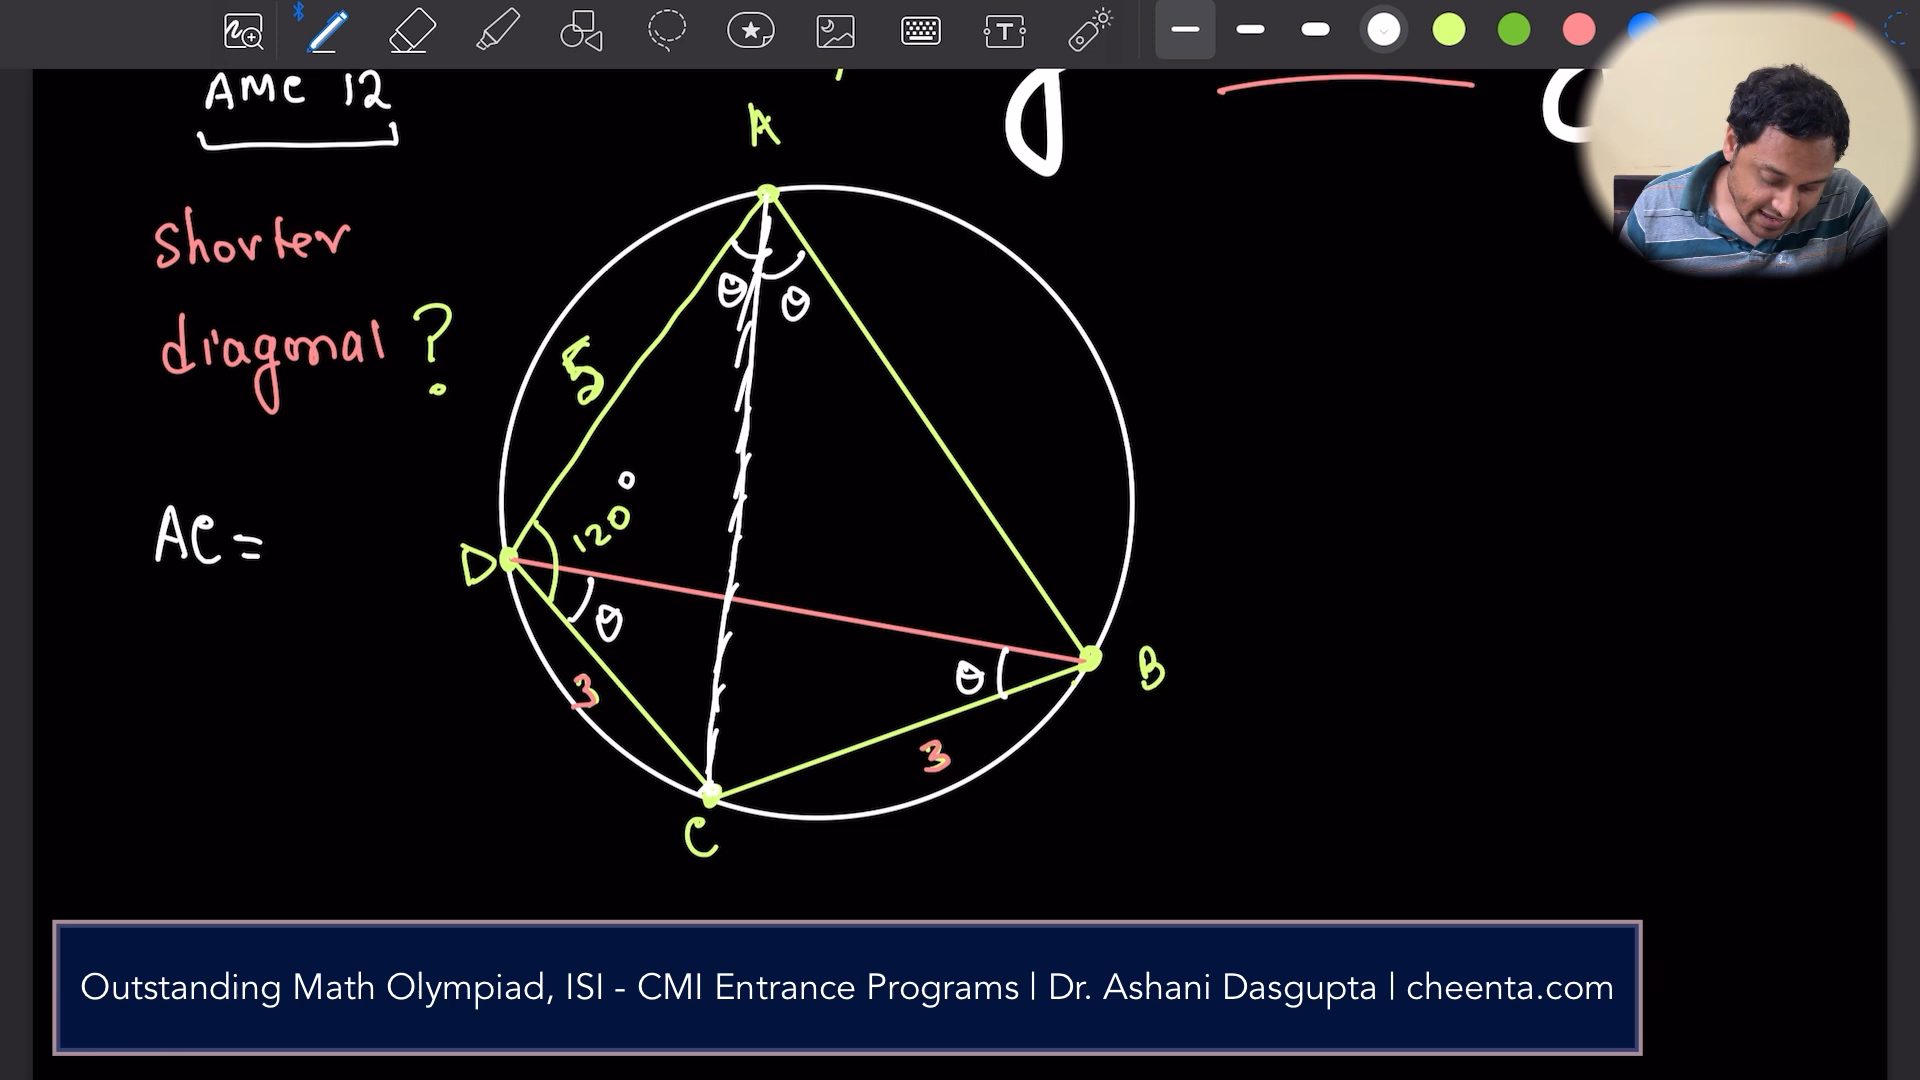 AMC 12
A
shorter
θ θ
diagonal ?
5
120°
AC =
D
θ
B
θ
3
3
C
Outstanding Math Olympiad, ISI - CMI Entrance Programs | Dr. Ashani Dasgupta | cheenta.com